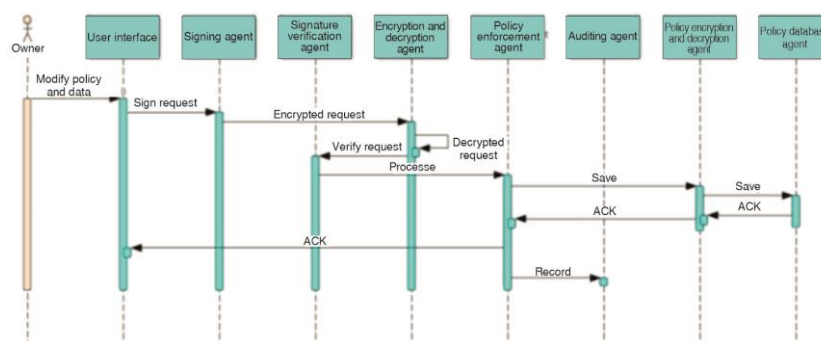 Owner
User interface
Signing agent
Signature
verification agent
Encryption and
decryption agent
Policy
enforcement agent
Auditing agent
Policy encryption
and decryption
agent
Policy databas
agent
Modify policy
and data
Sign request
Encrypted request
Decrypted
request
Verify request
Processe
Save
Save
ACK
ACK
ACK
Record